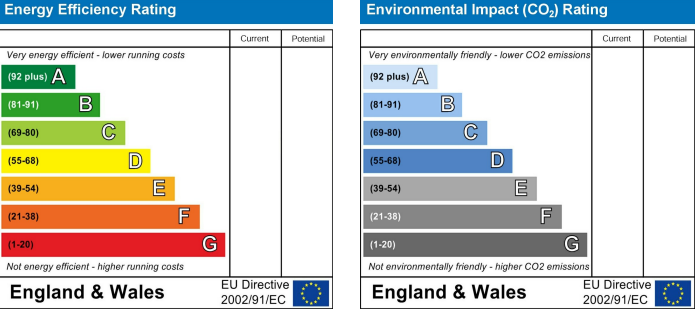 Energy Efficiency Rating
Current Potential
Very energy efficient - lower running costs
(92 plus) A
(81-91) B
(69-80) C
(55-68) D
(39-54) E
(21-38) F
(1-20) G
Not energy efficient - higher running costs
England & Wales
EU Directive
2002/91/EC
Environmental Impact (CO₂) Rating
Current Potential
Very environmentally friendly - lower CO2 emissions
(92 plus) A
(81-91) B
(69-80) C
(55-68) D
(39-54) E
(21-38) F
(1-20) G
Not environmentally friendly - higher CO2 emissions
England & Wales
EU Directive
2002/91/EC